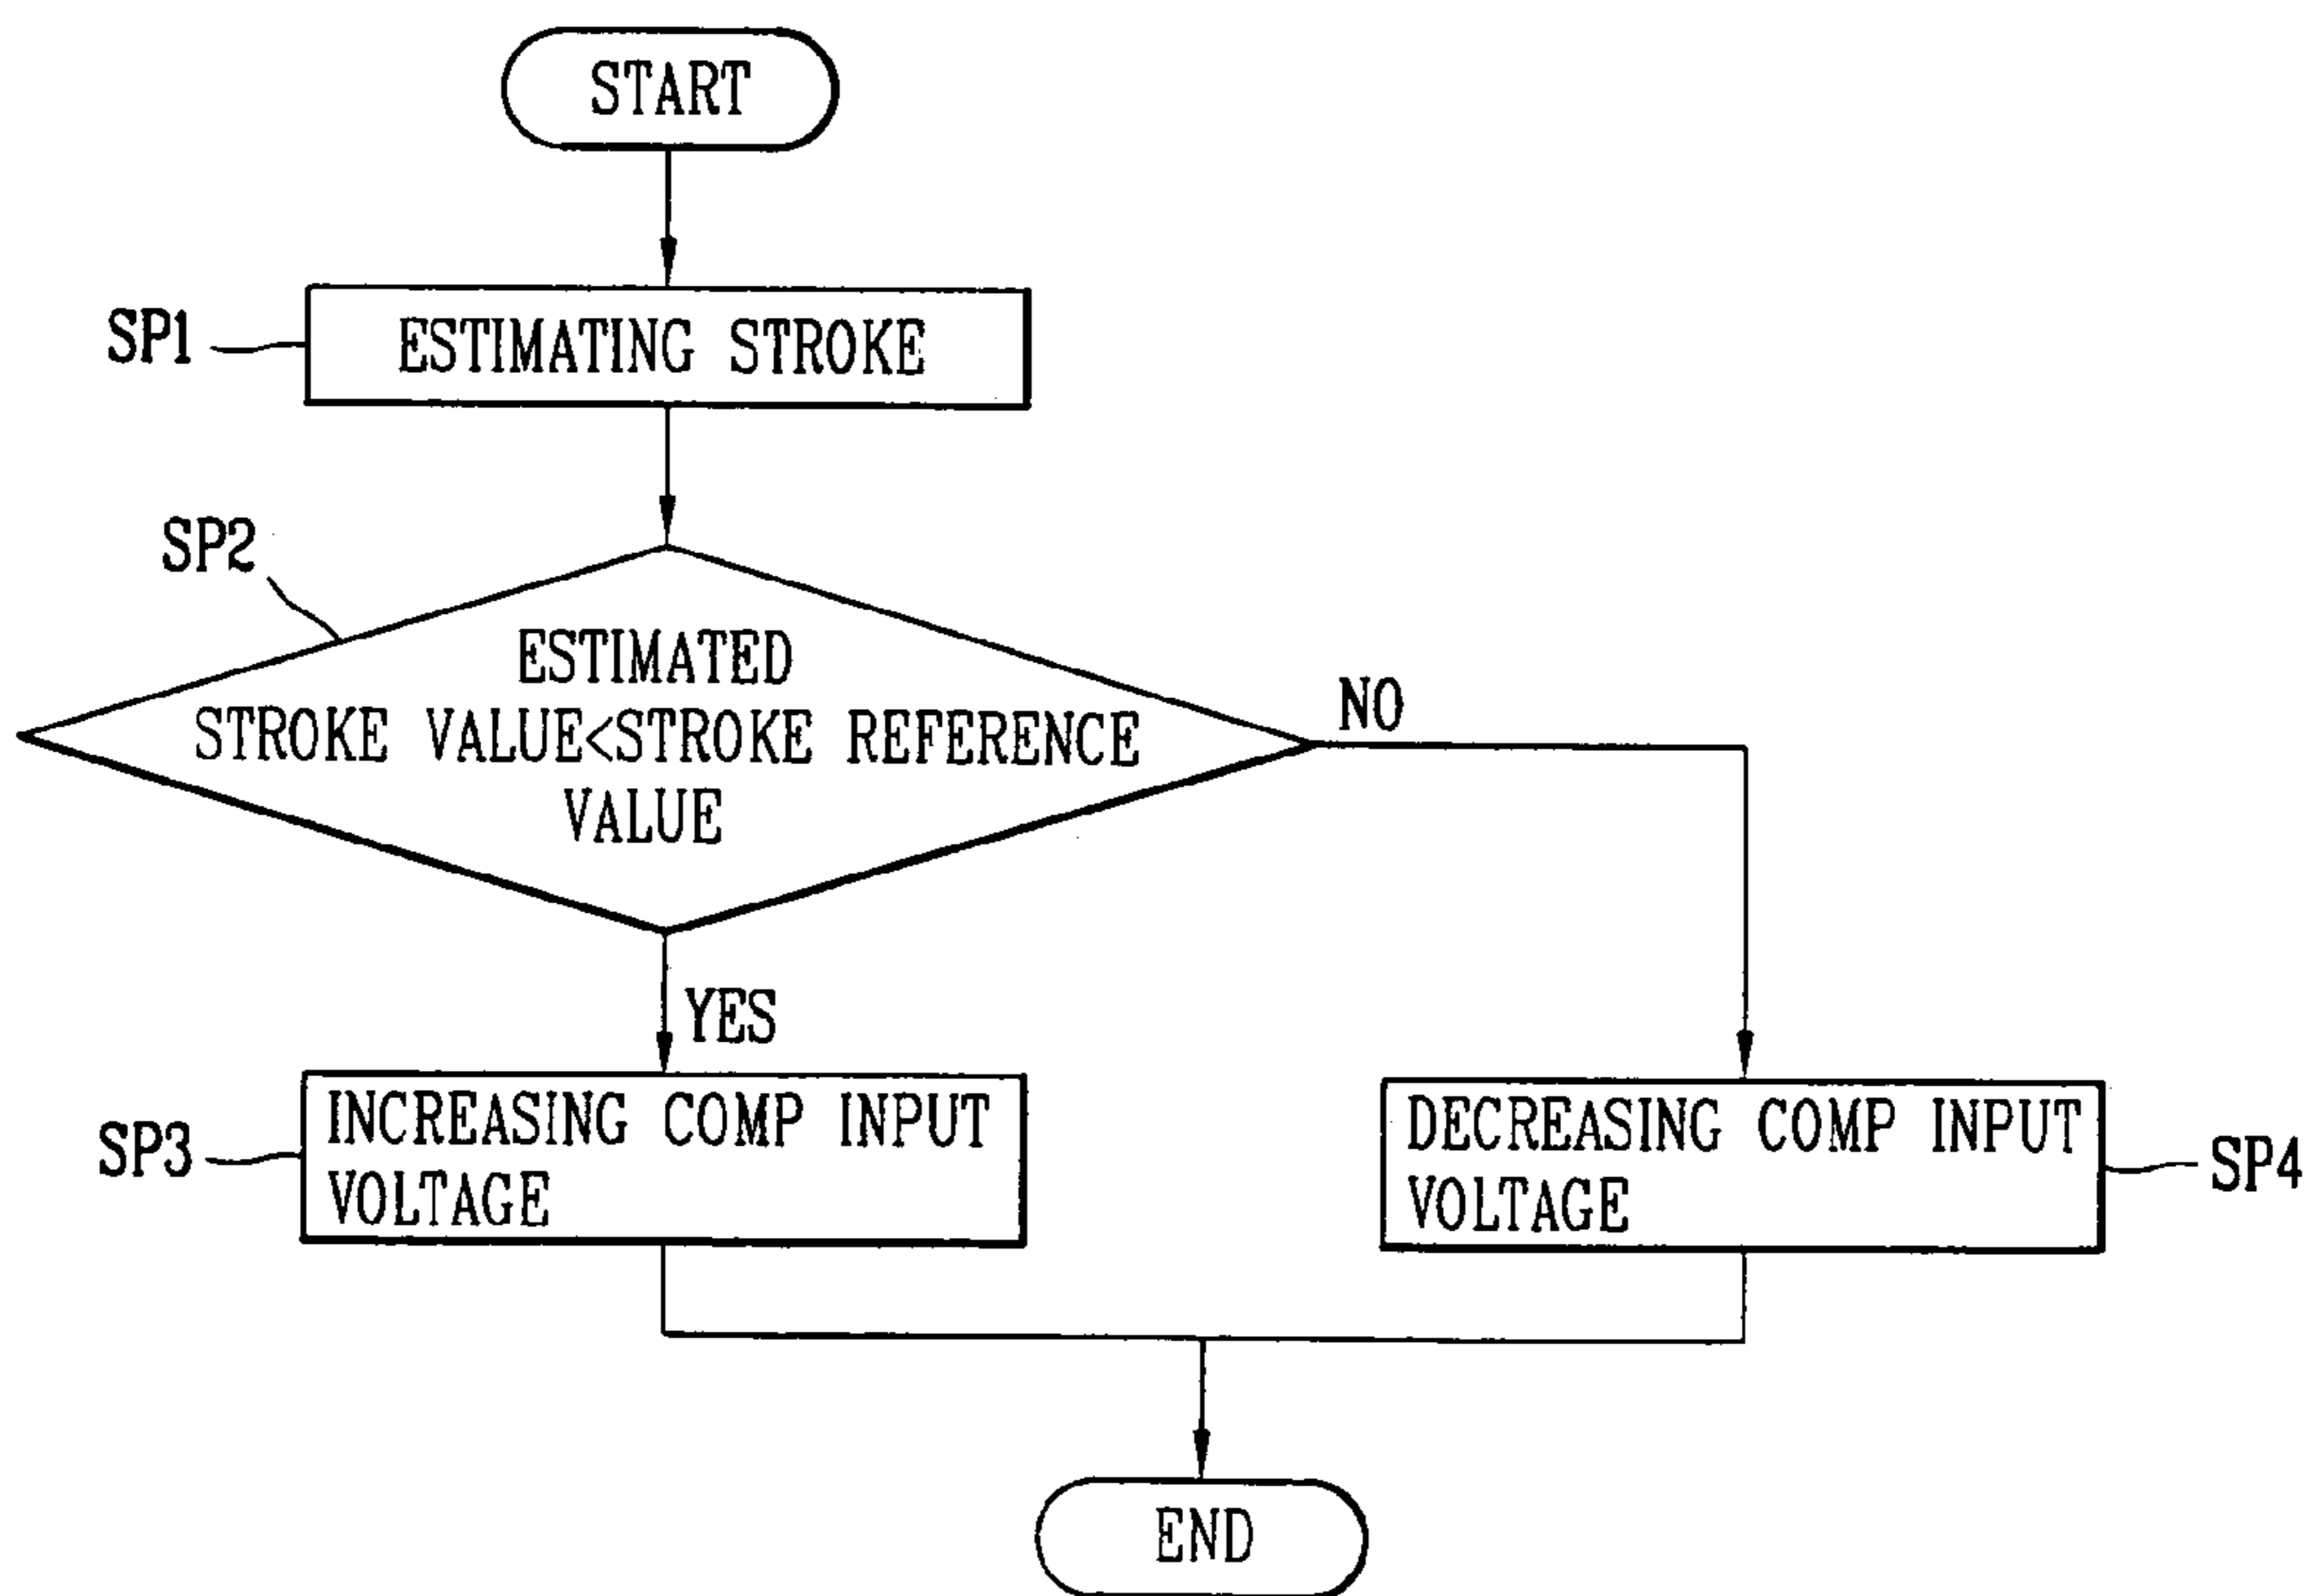 START
SP1
ESTIMATING STROKE
SP2
ESTIMATED
STROKE VALUE<STROKE REFERENCE
VALUE
NO
YES
SP3
INCREASING COMP INPUT
VOLTAGE
DECREASING COMP INPUT
VOLTAGE
SP4
END